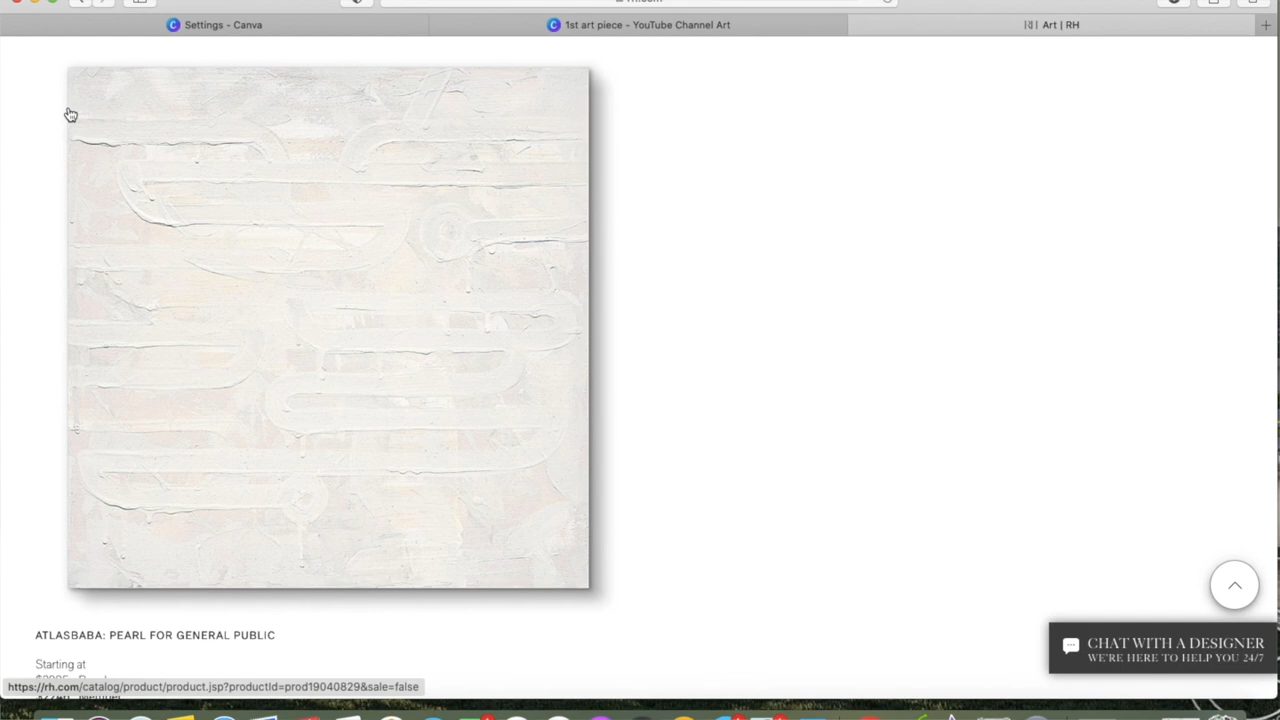 Settings - Canva
1st art piece - YouTube Channel Art
RH Art | RH
ATLASBABA: PEARL FOR GENERAL PUBLIC
Starting at
CHAT WITH A DESIGNER
WE'RE HERE TO HELP YOU 24/7
https://rh.com/catalog/product/product.jsp?productId=prod19040829&sale=false